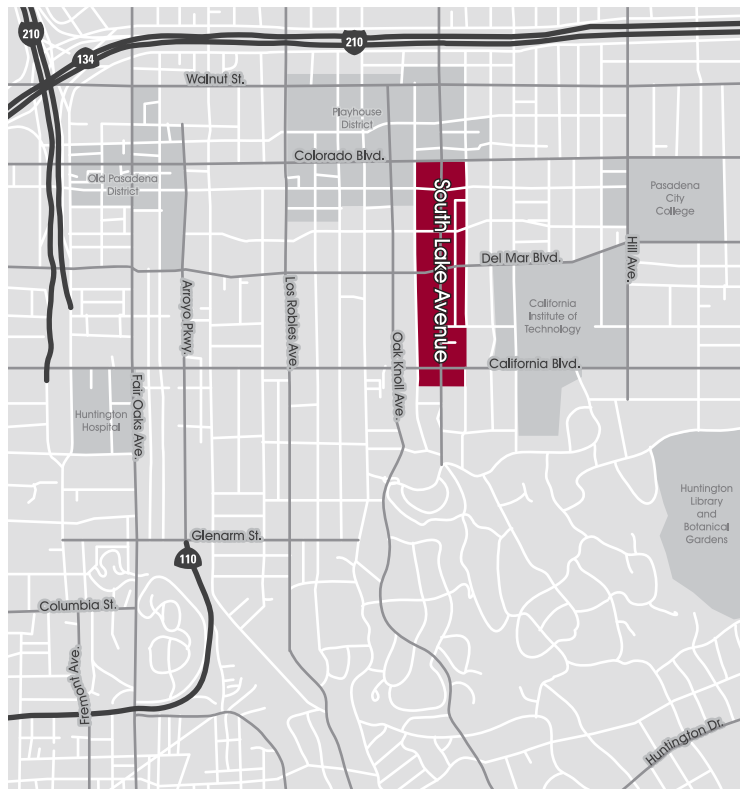 210
134
210
Walnut St.
Playhouse
District
Colorado Blvd.
Old Pasadena
District
South Lake Avenue
Pasadena
City
College
Del Mar Blvd.
Hill Ave.
Arroyo Pkwy.
Los Robles Ave.
Oak Knoll Ave.
California
Institute of
Technology
California Blvd.
Fair Oaks Ave.
Huntington
Hospital
Huntington
Library
and
Botanical
Gardens
Glenarm St.
110
Columbia St.
Fremont Ave.
Huntington Dr.